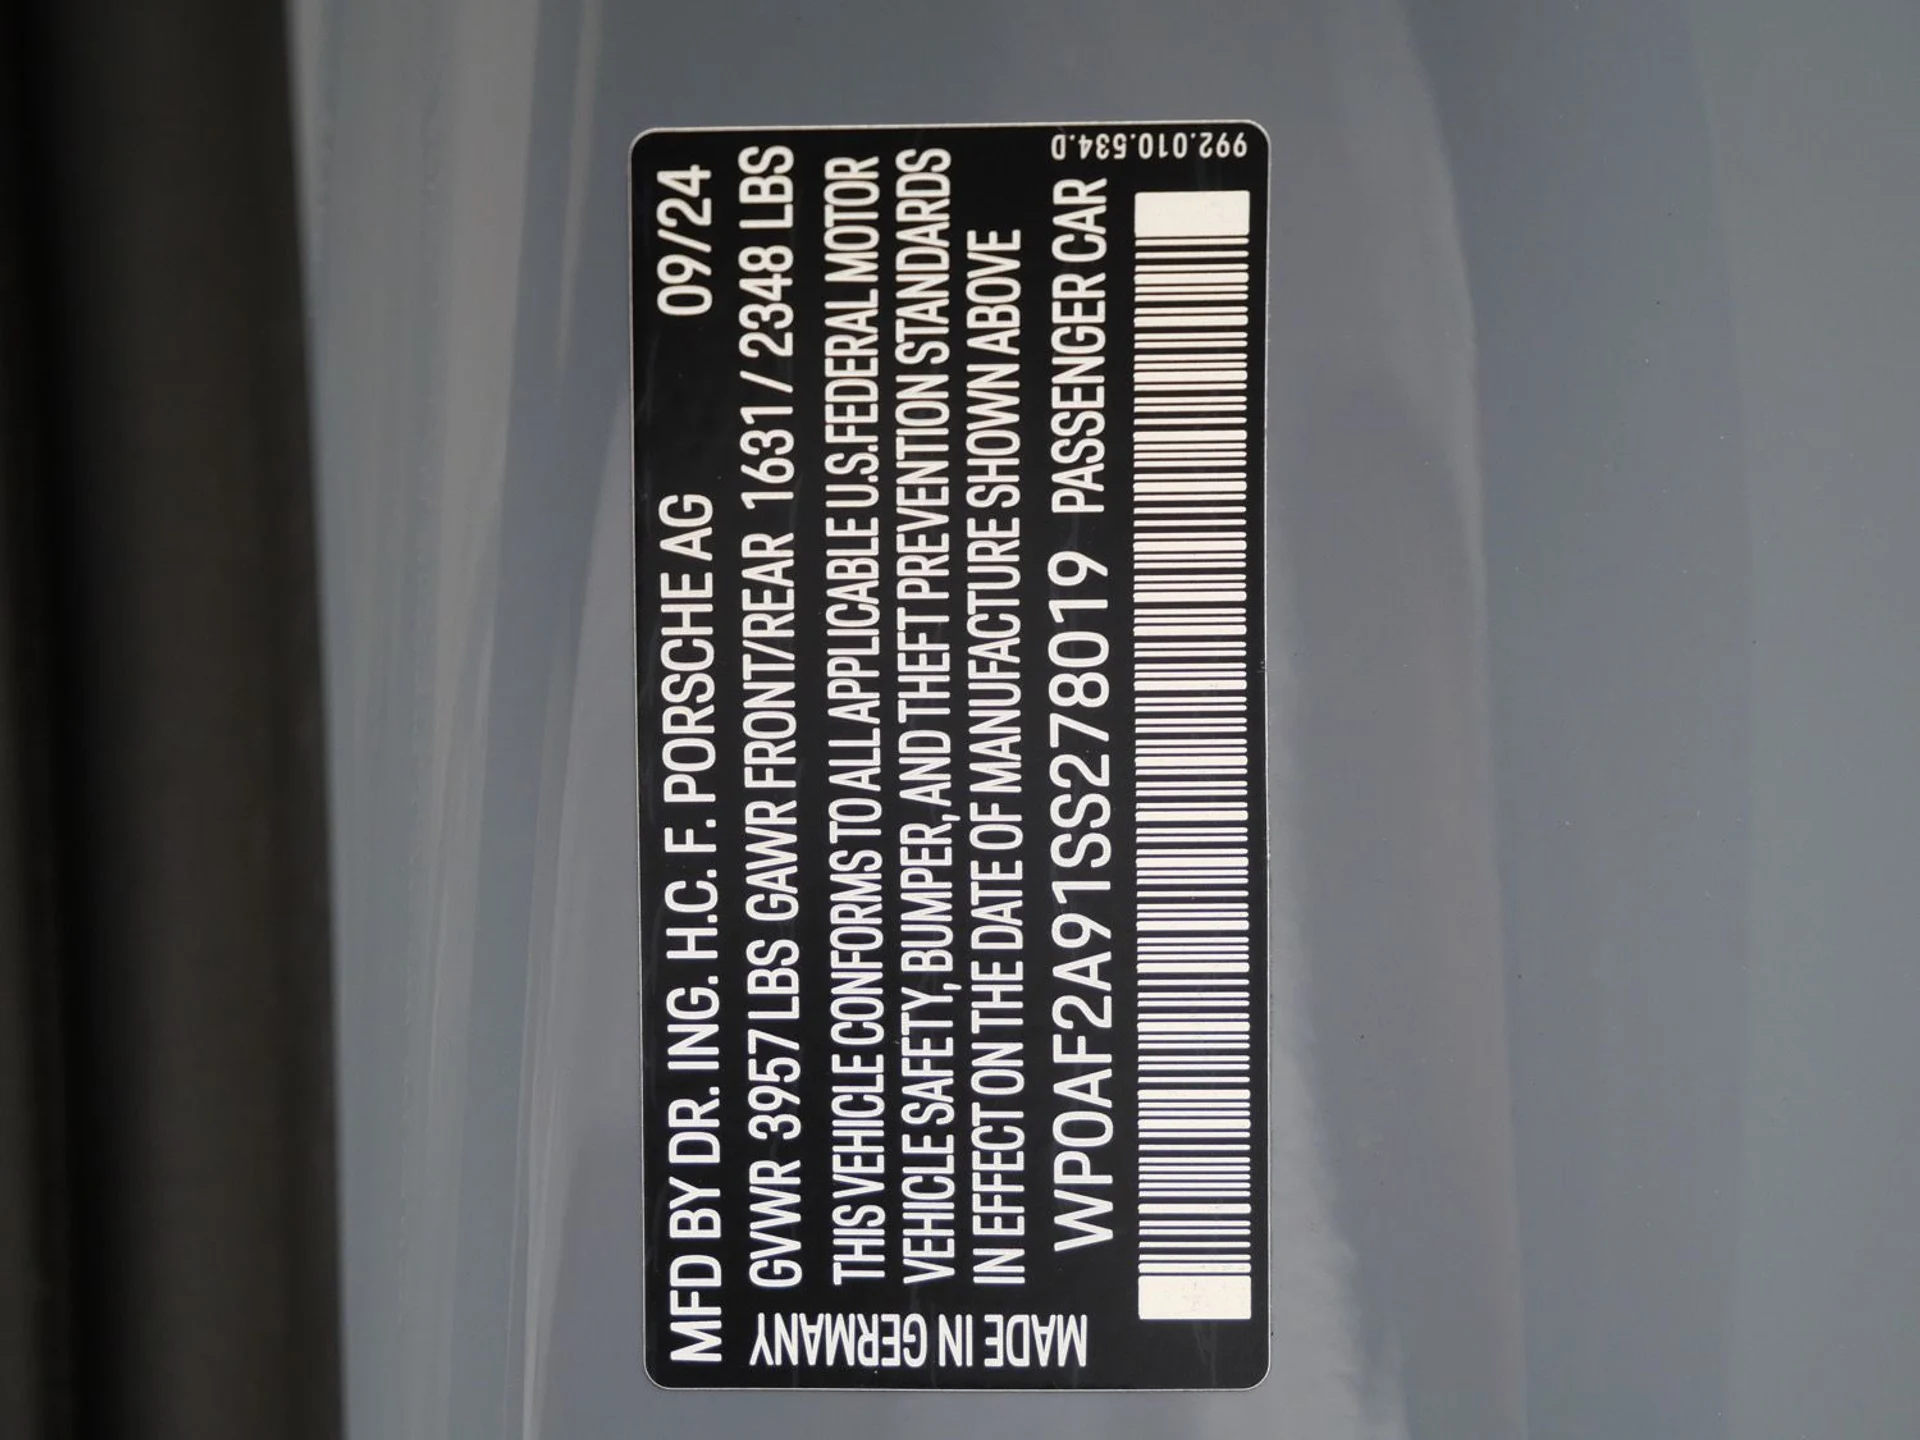 MFD BY DR. ING. H.C. F. PORSCHE AG 09/24
GVWR 3957 LBS GAWR FRONT/REAR 1631 / 2348 LBS
THIS VEHICLE CONFORMS TO ALL APPLICABLE U.S.FEDERAL MOTOR
VEHICLE SAFETY, BUMPER, AND THEFT PREVENTION STANDARDS
IN EFFECT ON THE DATE OF MANUFACTURE SHOWN ABOVE
WP0AF2A91SS278019 PASSENGER CAR
MADE IN GERMANY
992.010.534.D